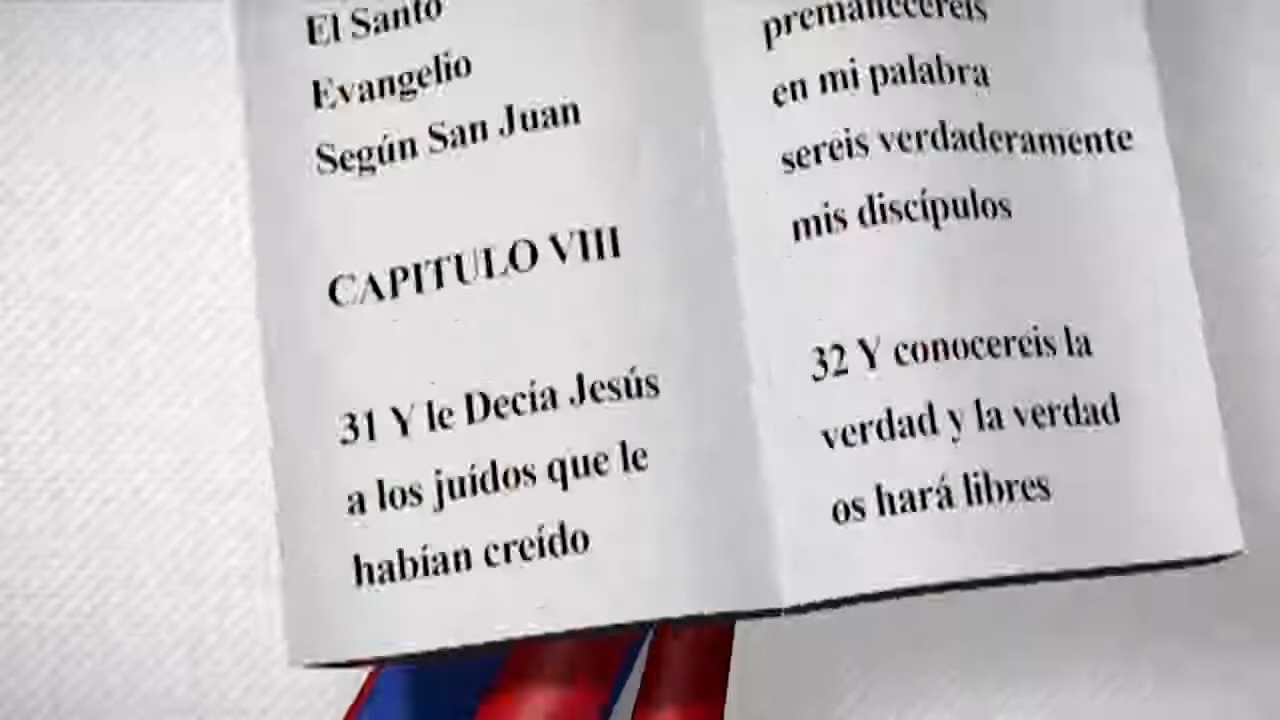 El Santo
Evangelio
Según San Juan
CAPITULO VIII
31 Y le Decía Jesús
a los juídos que le
habían creído
premanecereis
en mi palabra
sereis verdaderamente
mis discípulos
32 Y conocereis la
verdad y la verdad
os hará libres